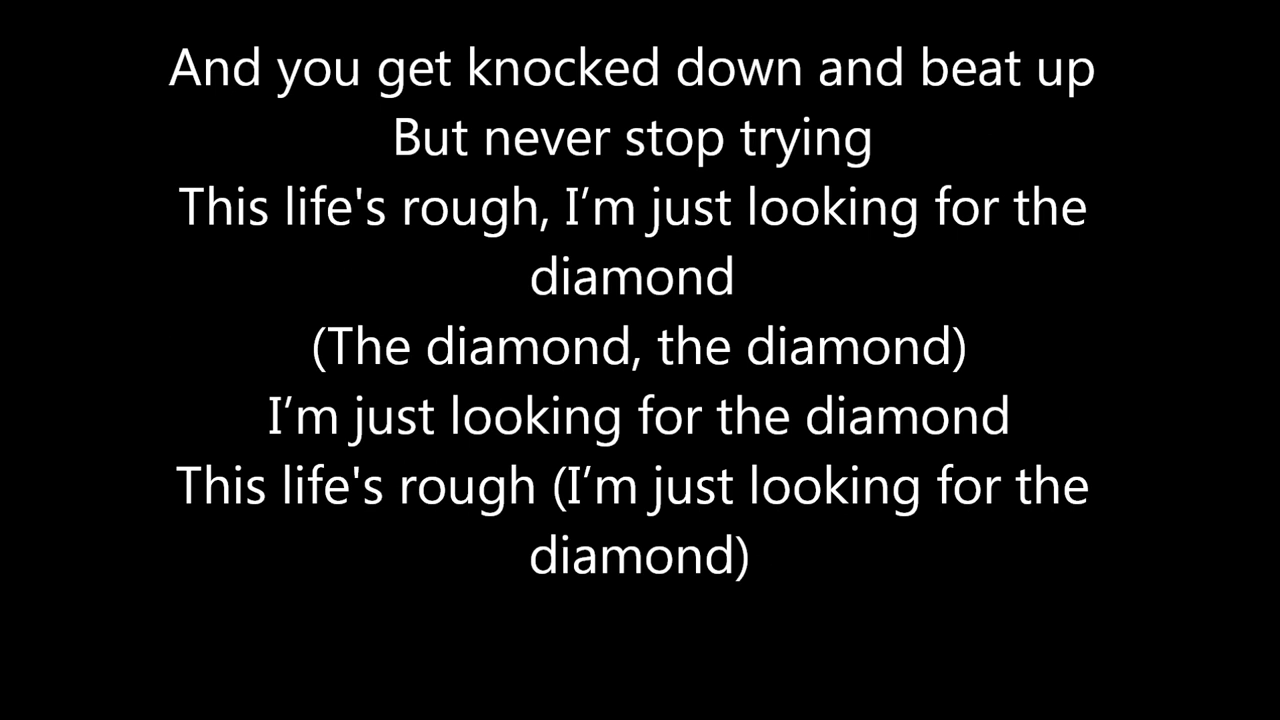 And you get knocked down and beat up
But never stop trying
This life's rough, I’m just looking for the
diamond
(The diamond, the diamond)
I’m just looking for the diamond
This life's rough (I’m just looking for the
diamond)